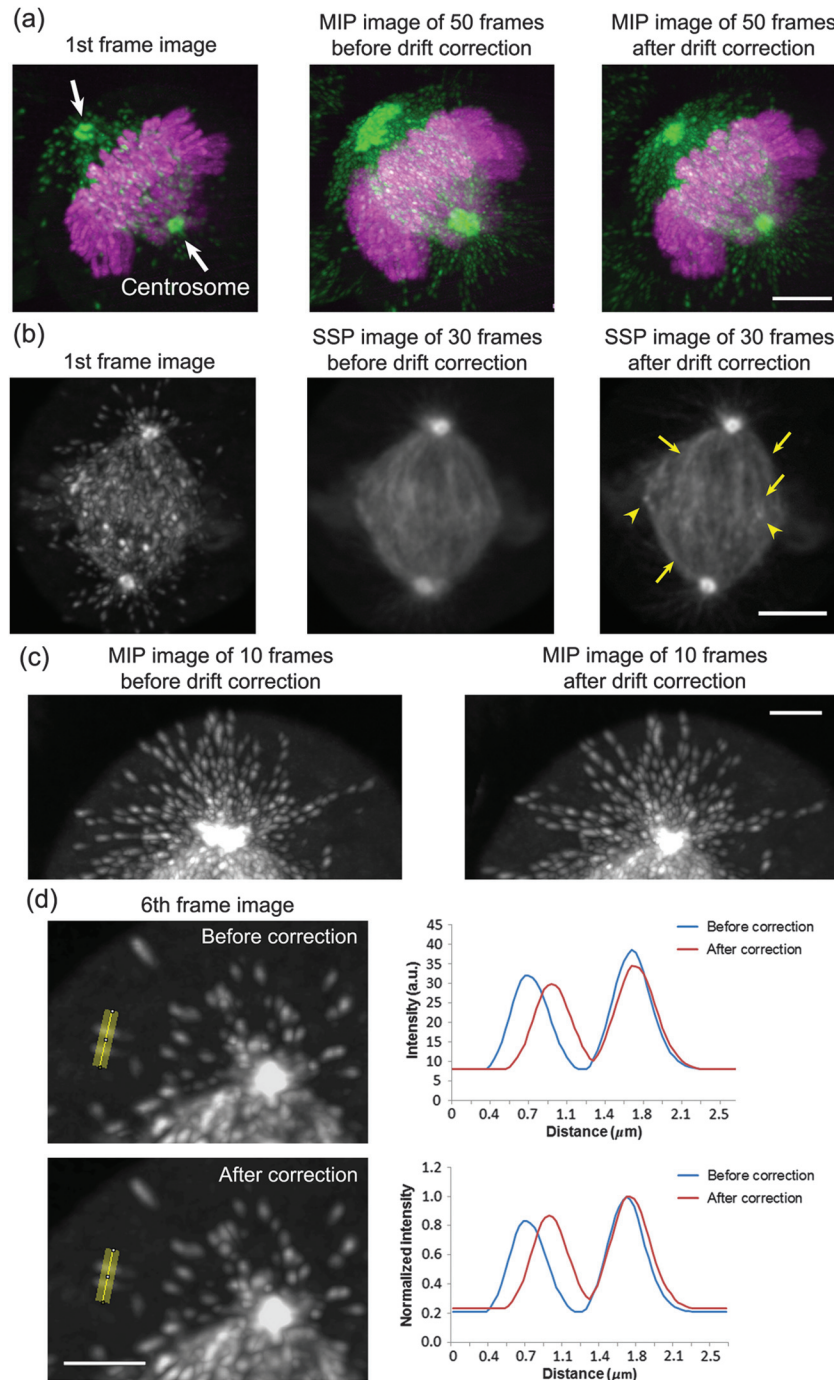 (a)
1st frame image
MIP image of 50 frames
before drift correction
MIP image of 50 frames
after drift correction
Centrosome
(b)
1st frame image
SSP image of 30 frames
before drift correction
SSP image of 30 frames
after drift correction
(c)
MIP image of 10 frames
before drift correction
MIP image of 10 frames
after drift correction
(d)
6th frame image
Before correction
After correction
Intensity (a.u.)
45
40
35
30
25
20
15
10
5
0
0 0.4 0.7 1.1 1.4 1.8 2.1 2.5
Distance (μm)
Before correction
After correction
Normalized intensity
1.2
1.0
0.8
0.6
0.4
0.2
0.0
0 0.4 0.7 1.1 1.4 1.8 2.1 2.5
Distance (μm)
Before correction
After correction